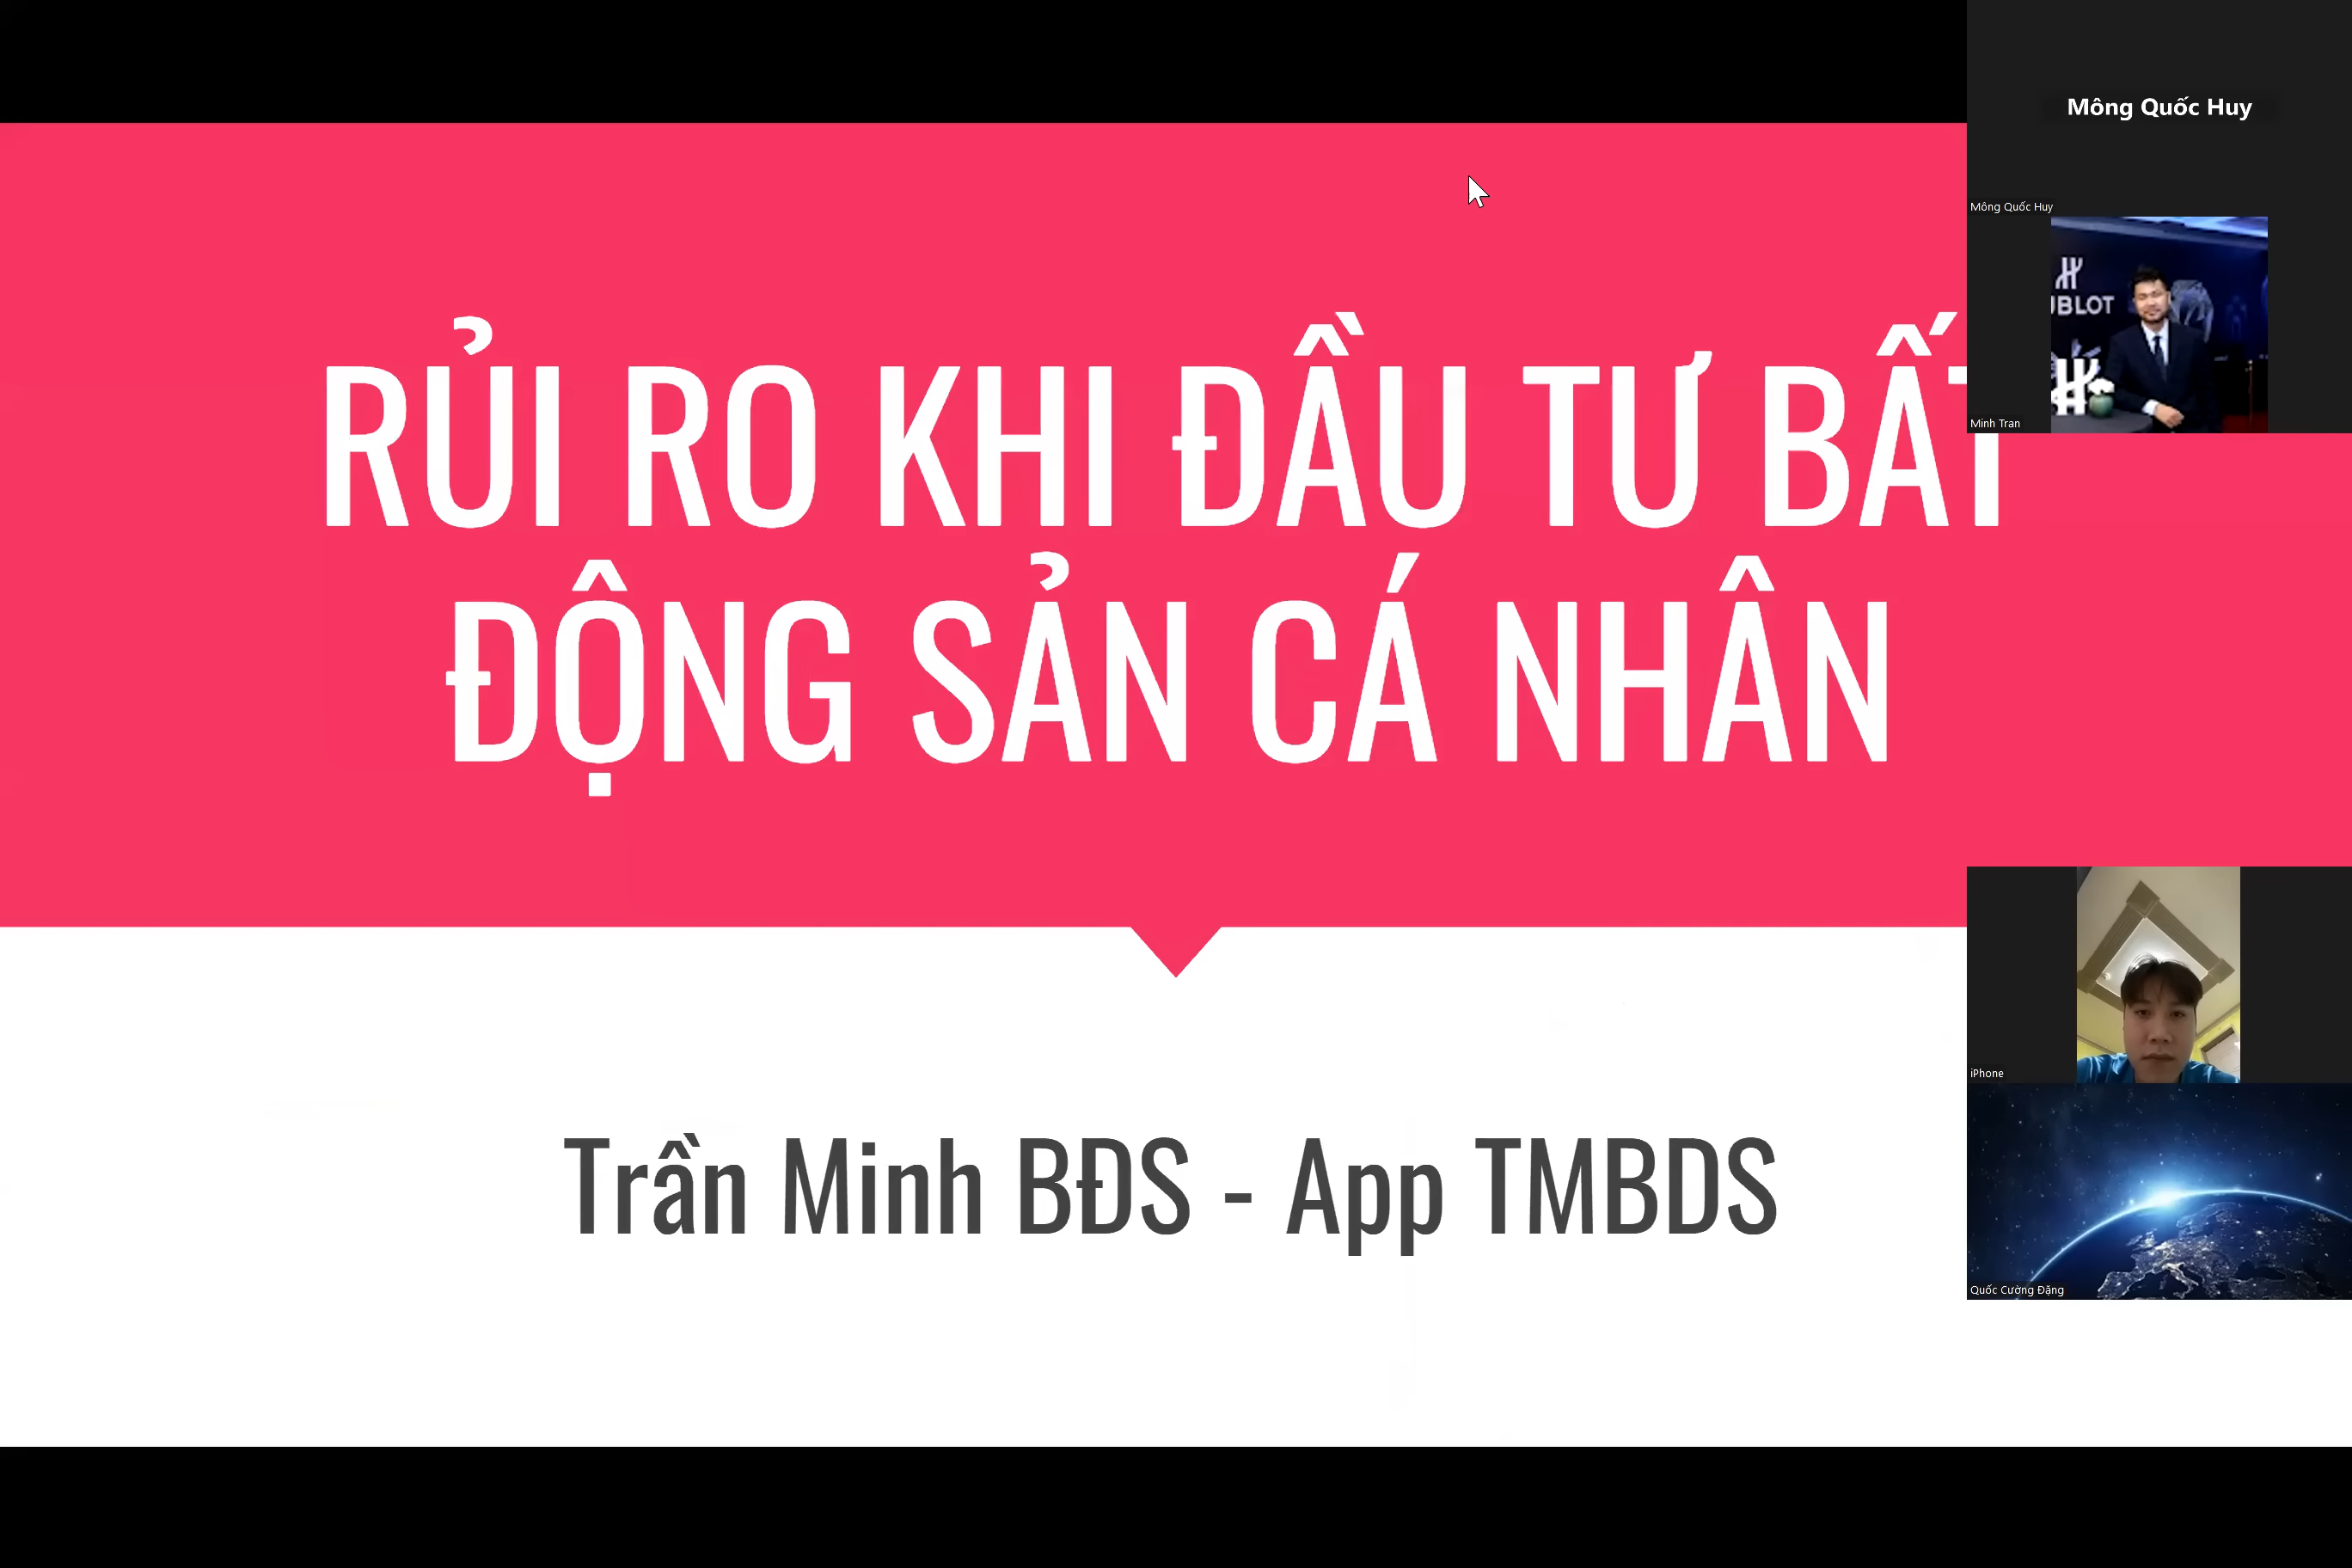 RỦI RO KHI ĐẦU TƯ BẤT
ĐỘNG SẢN CÁ NHÂN
Trần Minh BĐS - App TMBDS
Mông Quốc Huy
Mông Quốc Huy
UBLOT
Minh Tran
iPhone
Quốc Cường Đặng